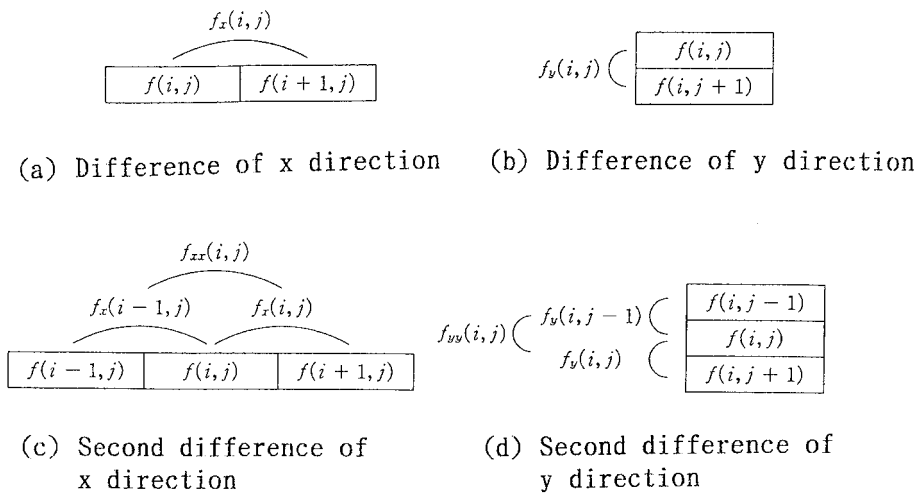 fx(i, j)
f(i, j) f(i + 1, j)
(a) Difference of x direction
fy(i, j)
f(i, j)
f(i, j + 1)
(b) Difference of y direction
fxx(i, j)
fx(i − 1, j) fx(i, j)
f(i − 1, j) f(i, j) f(i + 1, j)
(c) Second difference of
x direction
fyy(i, j)
fy(i, j − 1)
fy(i, j)
f(i, j − 1)
f(i, j)
f(i, j + 1)
(d) Second difference of
y direction